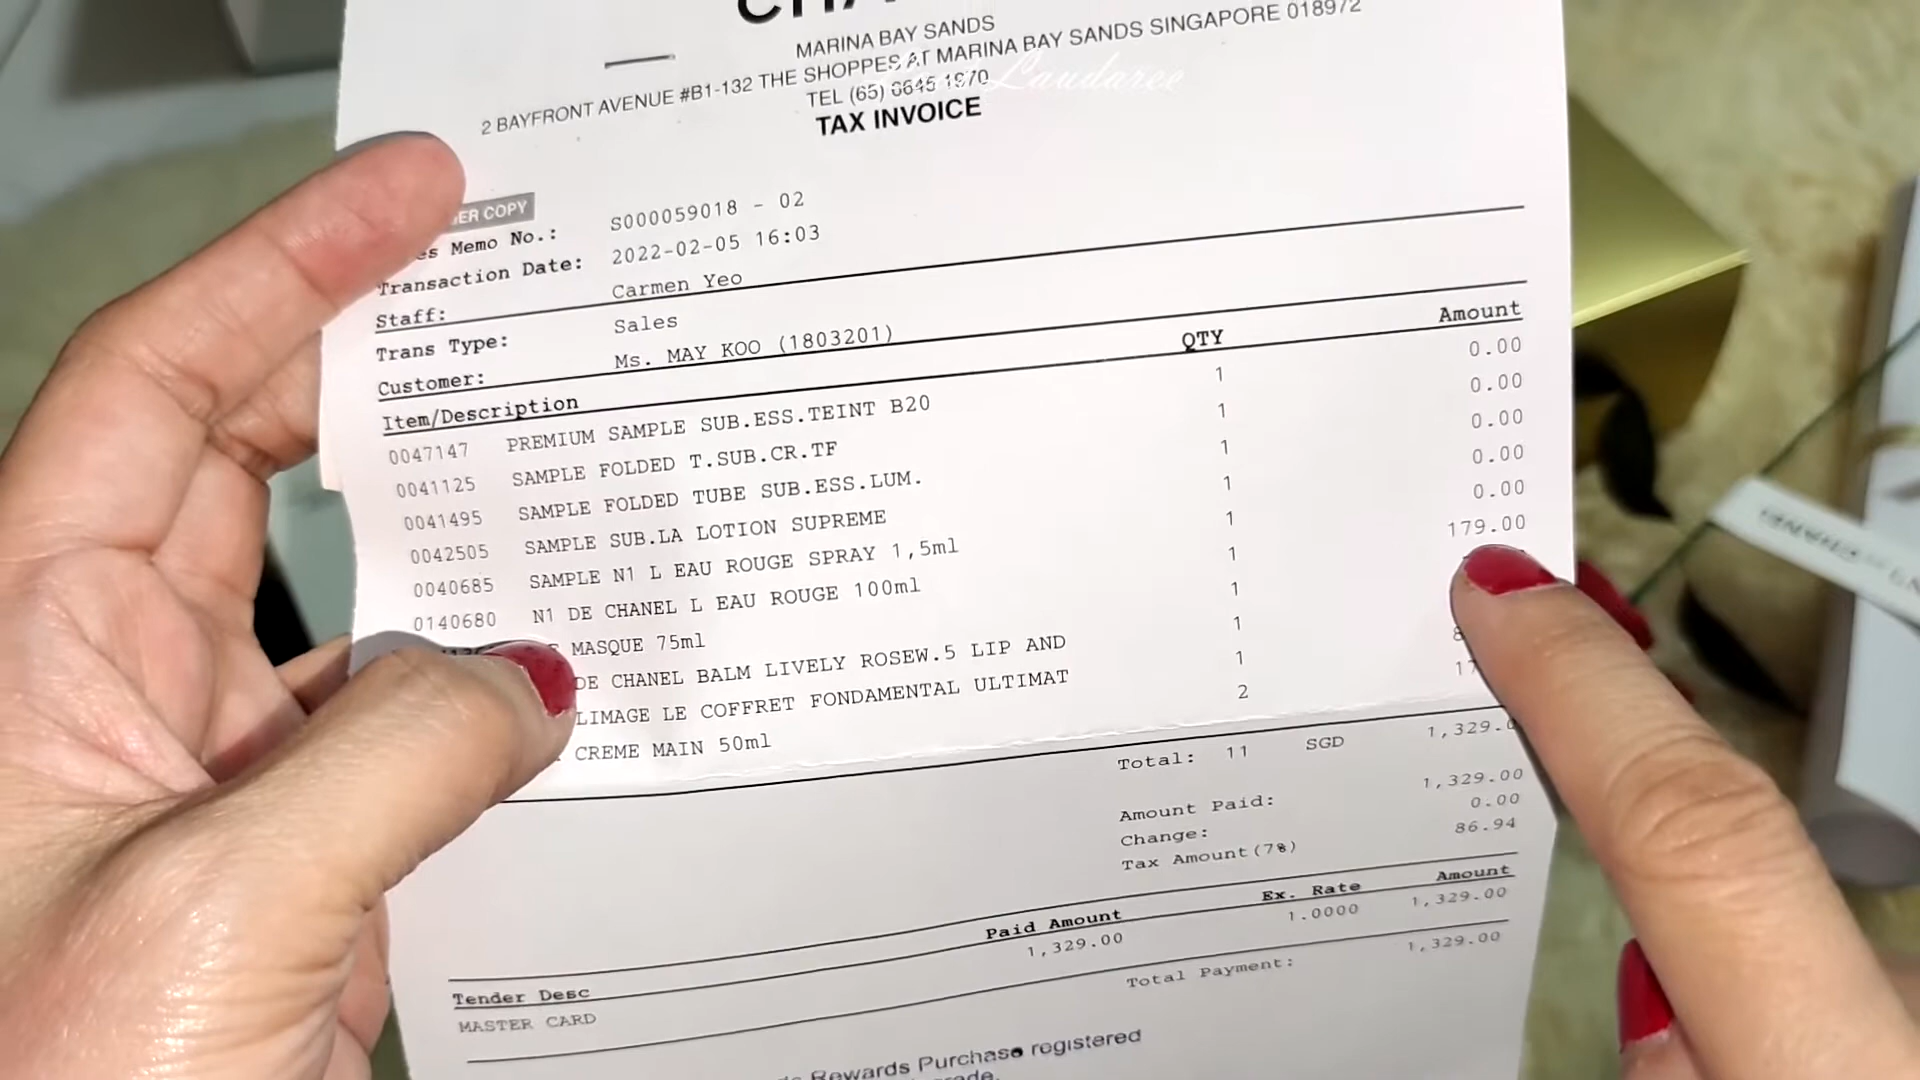 MARINA BAY SANDS
2 BAYFRONT AVENUE #B1-132 THE SHOPPES AT MARINA BAY SANDS SINGAPORE 018972
TEL (65) 6645 1970
Laudaree
TAX INVOICE
COPY
Memo No.: S000059018 - 02
Transaction Date: 2022-02-05 16:03
Staff: Carmen Yeo
Trans Type: Sales
Customer: Ms. MAY KOO (1803201)
Item/Description QTY Amount
0047147 PREMIUM SAMPLE SUB.ESS.TEINT B20 1 0.00
0041125 SAMPLE FOLDED T.SUB.CR.TF 1 0.00
0041495 SAMPLE FOLDED TUBE SUB.ESS.LUM. 1 0.00
0042505 SAMPLE SUB.LA LOTION SUPREME 1 0.00
0040685 SAMPLE N1 L EAU ROUGE SPRAY 1,5ml 1 0.00
0140680 N1 DE CHANEL L EAU ROUGE 100ml 1 179.00
MASQUE 75ml 1
DE CHANEL BALM LIVELY ROSEW.5 LIP AND 1
LIMAGE LE COFFRET FONDAMENTAL ULTIMAT 1
CREME MAIN 50ml 2
Total: 11 SGD
Amount Paid: 1,329.00
Change: 0.00
Tax Amount(7%) 86.94
Paid Amount Ex. Rate Amount
1,329.00 1.0000 1,329.00
Tender Desc
MASTER CARD
Total Payment: 1,329.00
Rewards Purchase registered
CHANEL